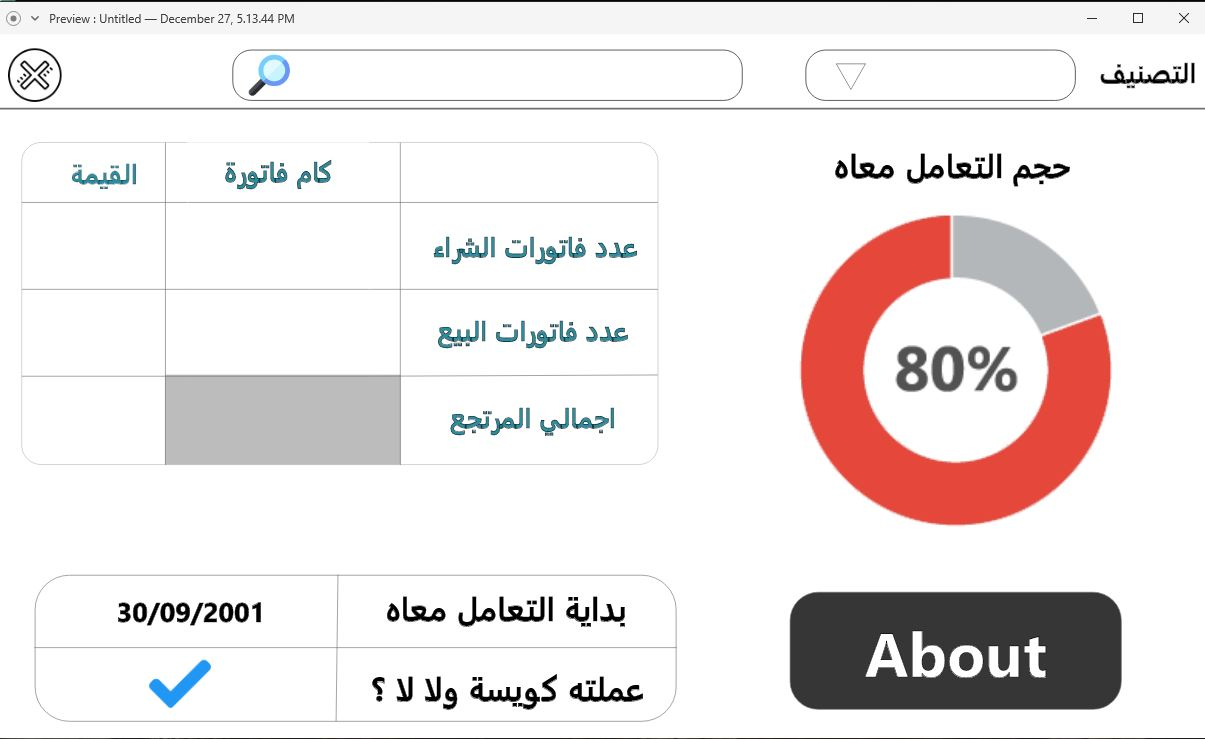 Preview : Untitled — December 27, 5.13.44 PM
التصنيف
حجم التعامل معاه
80%
كام فاتورة القيمة
عدد فاتورات الشراء
عدد فاتورات البيع
اجمالي المرتجع
بداية التعامل معاه 30/09/2001
عملته كويسة ولا لا ؟
About